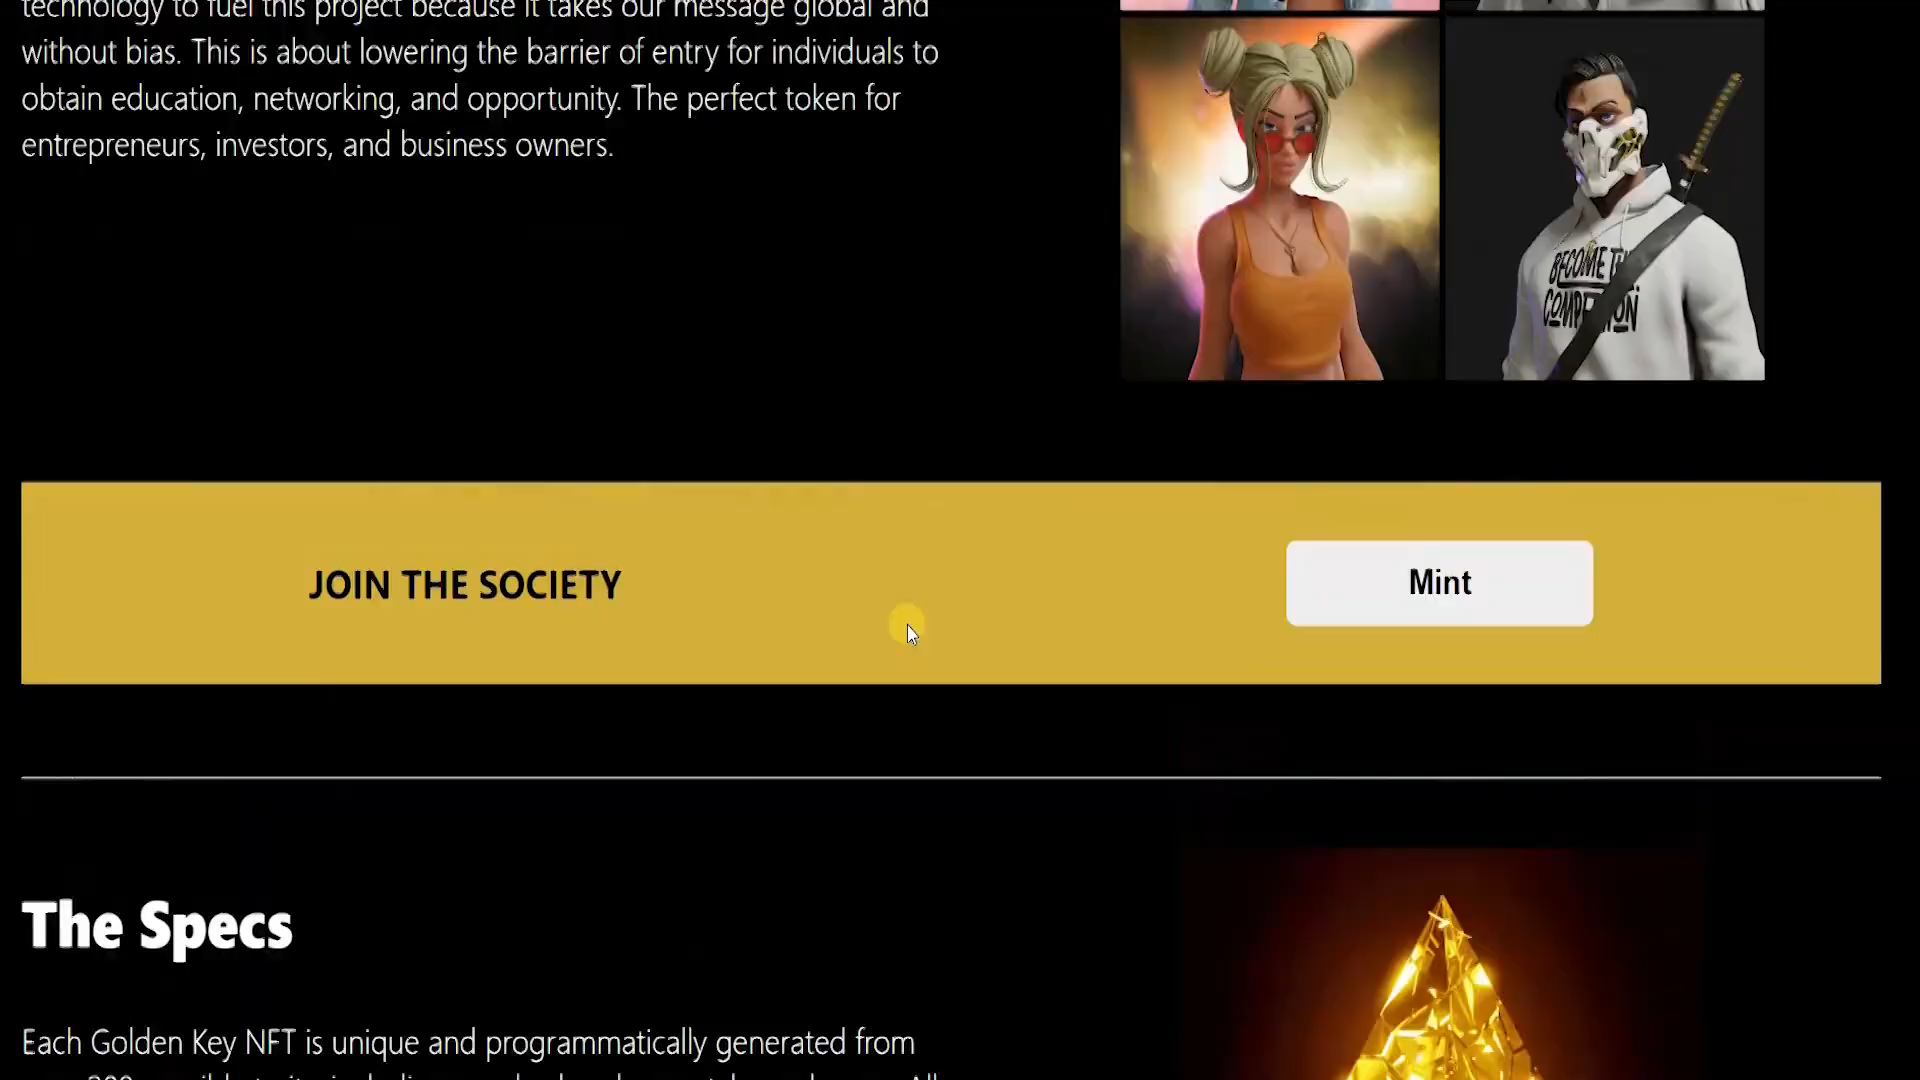 technology to fuel this project because it takes our message global and
without bias. This is about lowering the barrier of entry for individuals to
obtain education, networking, and opportunity. The perfect token for
entrepreneurs, investors, and business owners.
BECOME
JOIN THE SOCIETY
Mint
The Specs
Each Golden Key NFT is unique and programmatically generated from